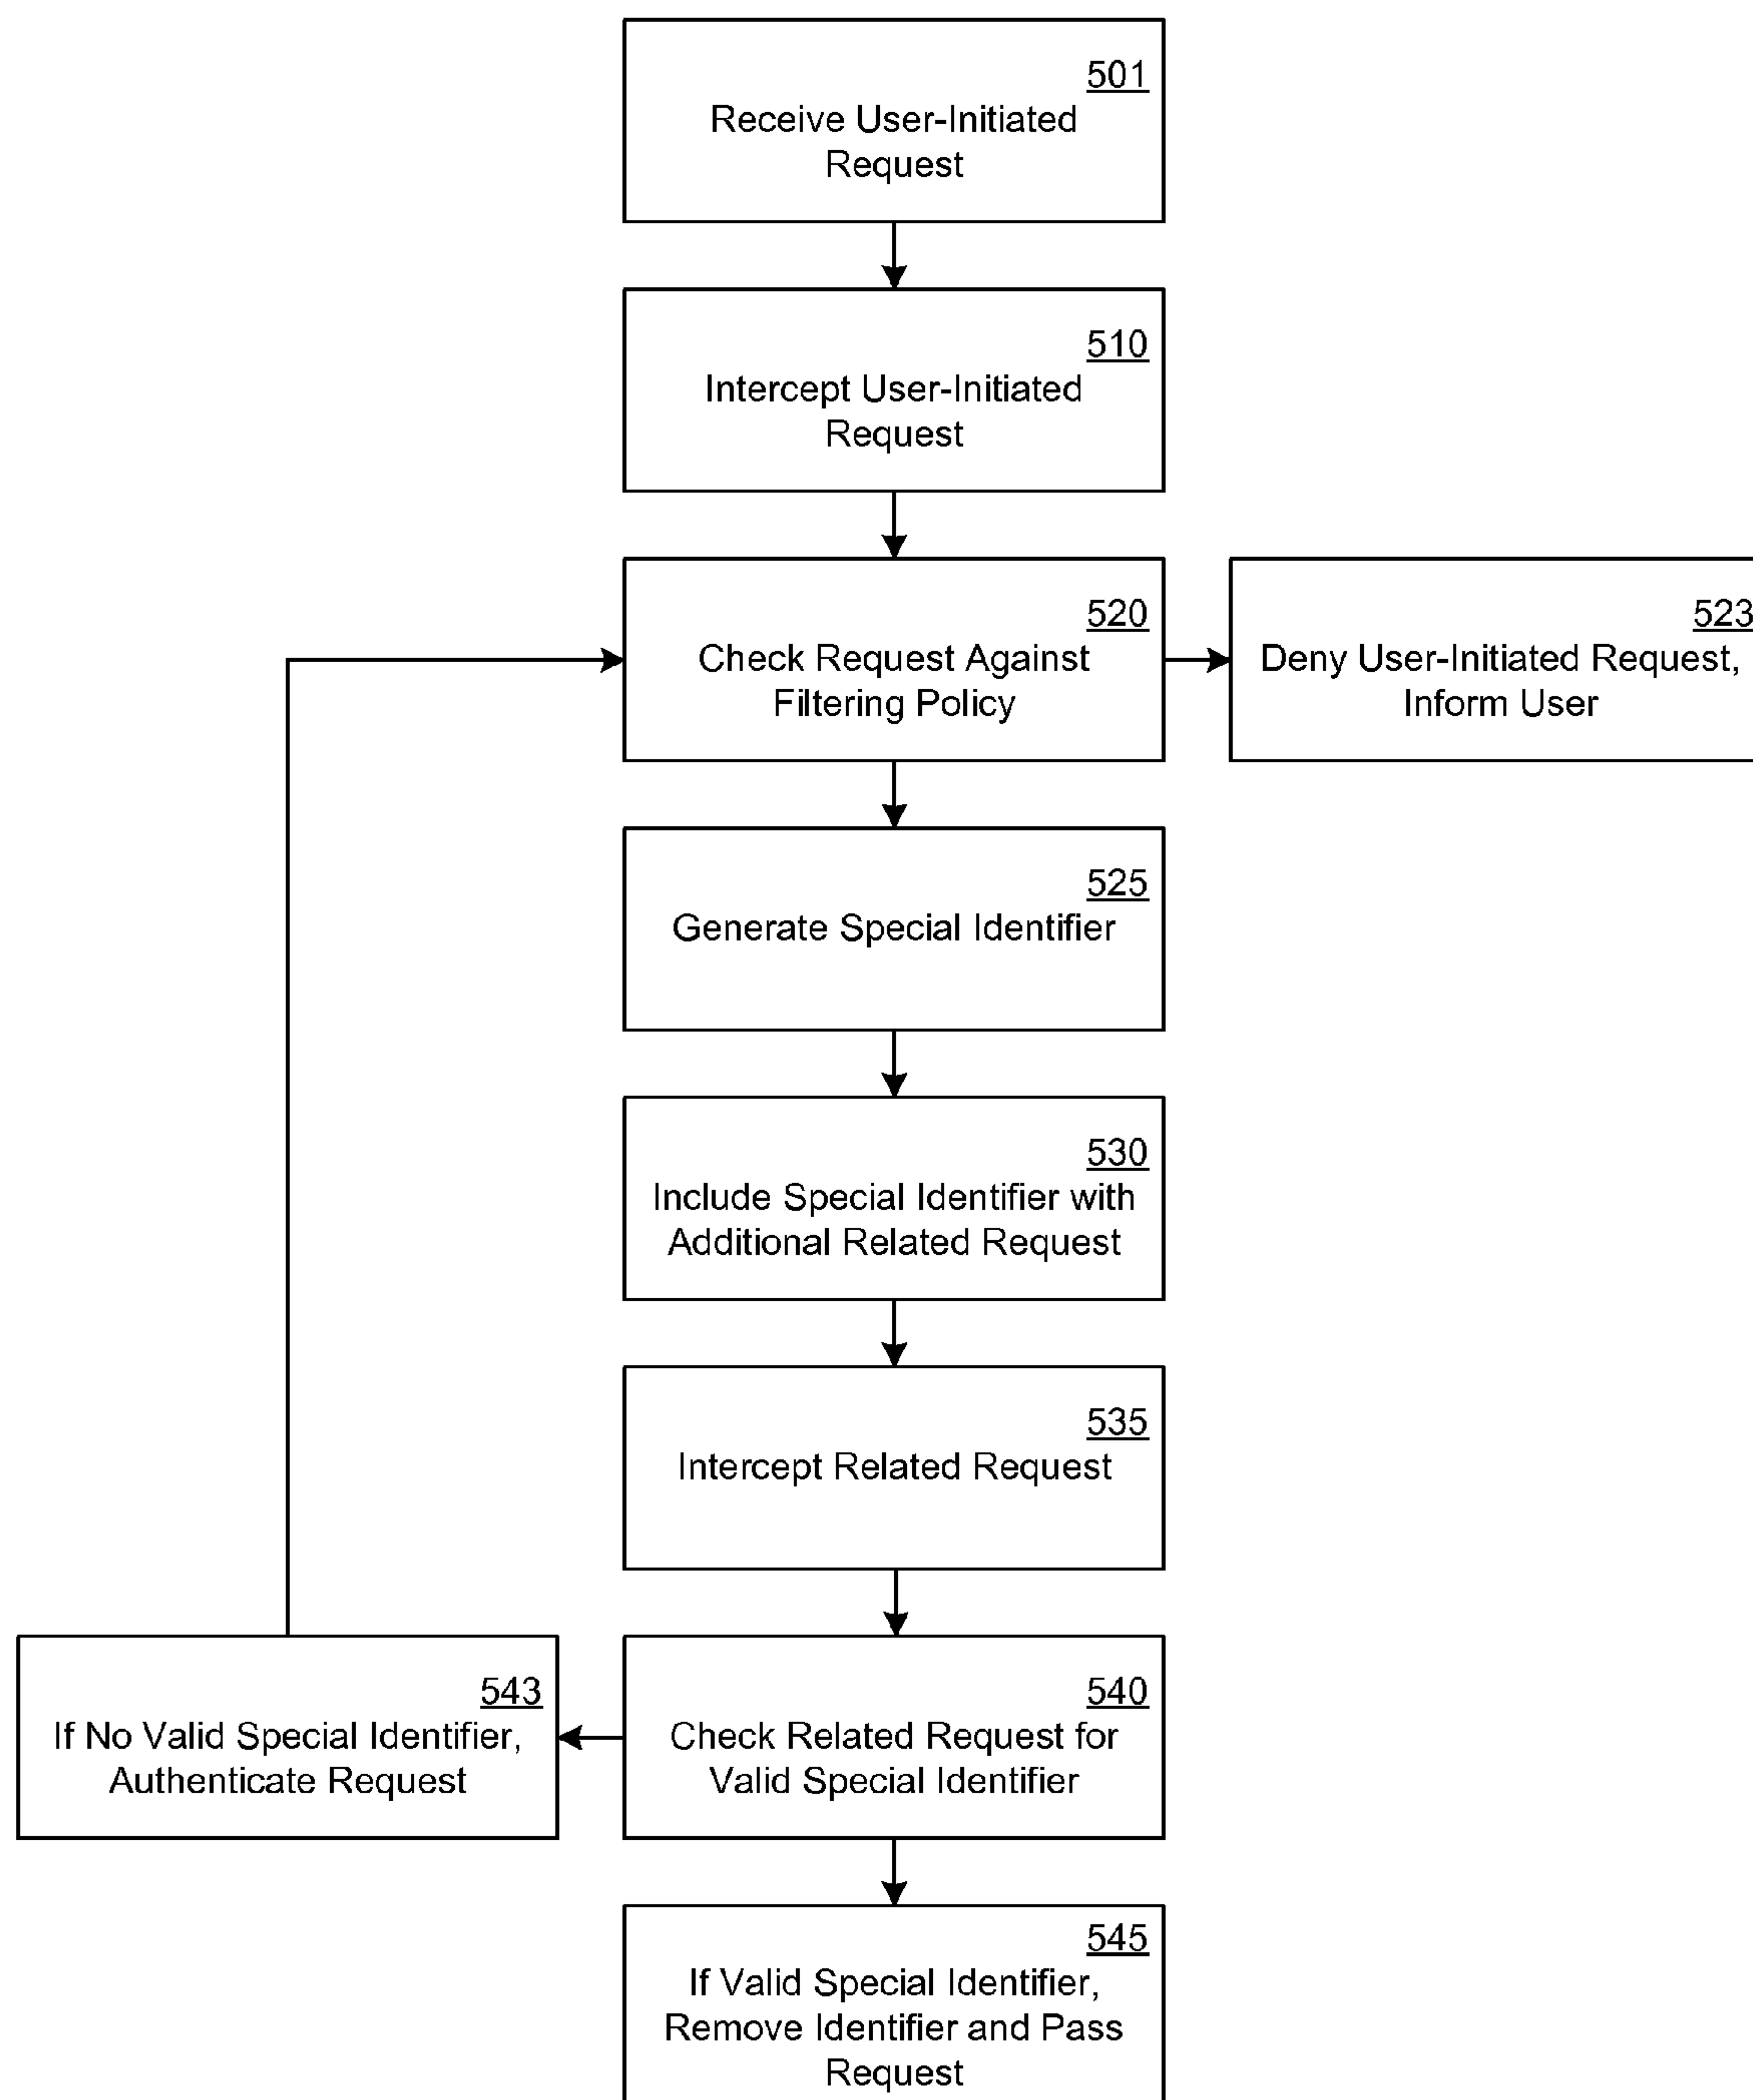 501
Receive User-Initiated
Request
510
Intercept User-Initiated
Request
520
Check Request Against
Filtering Policy
523
Deny User-Initiated Request,
Inform User
525
Generate Special Identifier
530
Include Special Identifier with
Additional Related Request
535
Intercept Related Request
543
If No Valid Special Identifier,
Authenticate Request
540
Check Related Request for
Valid Special Identifier
545
If Valid Special Identifier,
Remove Identifier and Pass
Request